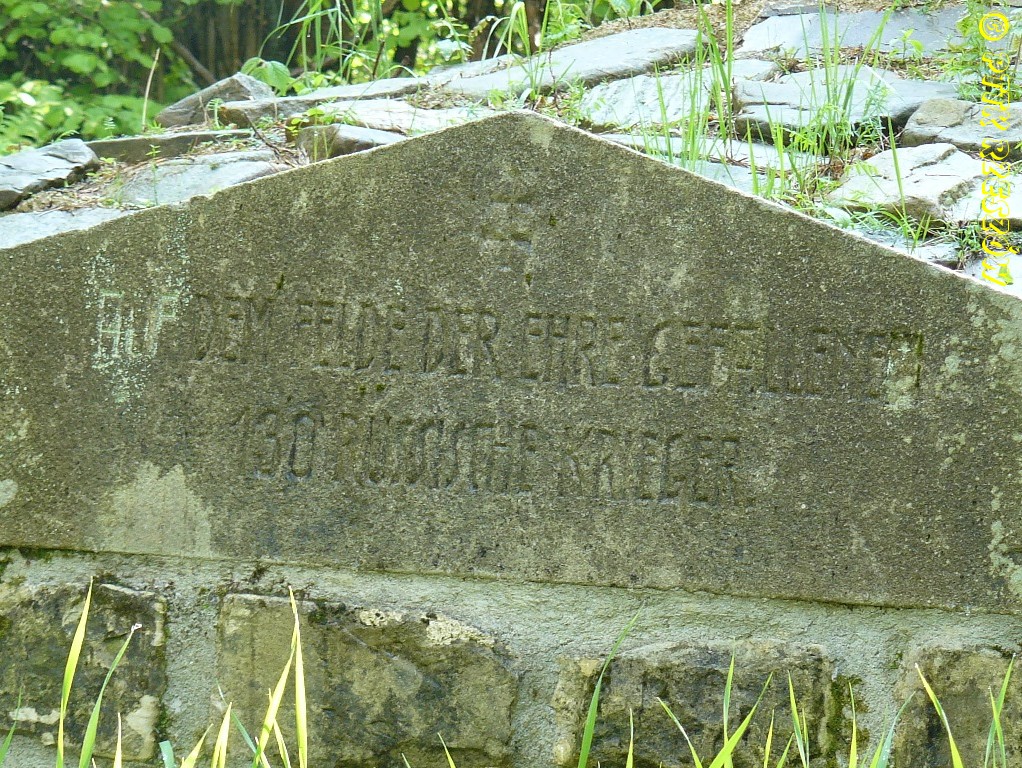 AUF DEM FELDE DER EHRE GEFALLENEN
130 RUSSISCHE KRIEGER